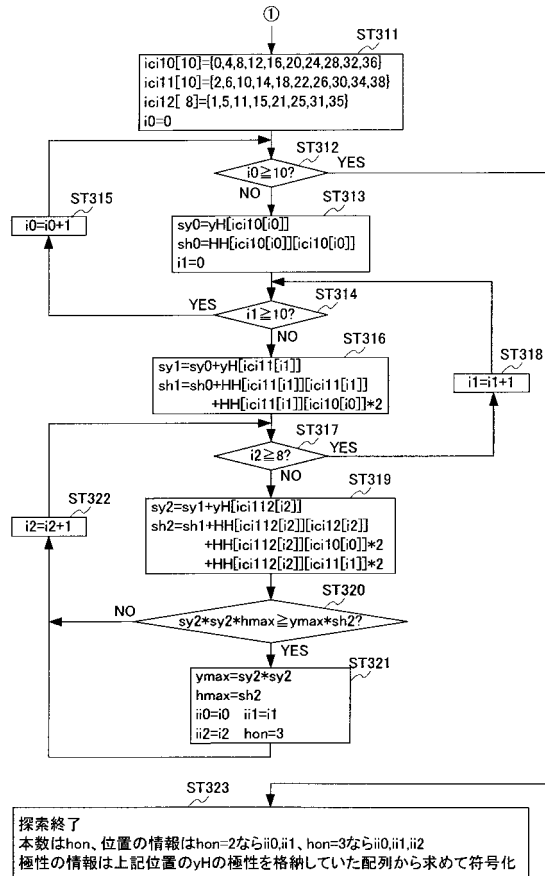 ①
ST311
ici10[10]={0,4,8,12,16,20,24,28,32,36}
ici11[10]={2,6,10,14,18,22,26,30,34,38}
ici12[ 8]={1,5,11,15,21,25,31,35}
i0=0
ST312
i0≧10?
YES
NO
ST315
i0=i0+1
ST313
sy0=yH[ici10[i0]]
sh0=HH[ici10[i0]][ici10[i0]]
i1=0
ST314
YES
i1≧10?
NO
ST316
sy1=sy0+yH[ici11[i1]]
sh1=sh0+HH[ici11[i1]][ici11[i1]]
+HH[ici11[i1]][ici10[i0]]*2
ST318
i1=i1+1
ST317
i2≧8?
YES
NO
ST322
i2=i2+1
ST319
sy2=sy1+yH[ici112[i2]]
sh2=sh1+HH[ici112[i2]][ici12[i2]]
+HH[ici112[i2]][ici10[i0]]*2
+HH[ici112[i2]][ici11[i1]]*2
ST320
NO
sy2*sy2*hmax≧ymax*sh2?
YES
ST321
ymax=sy2*sy2
hmax=sh2
ii0=i0 ii1=i1
ii2=i2 hon=3
ST323
探索終了
本数はhon、位置の情報はhon=2ならii0,ii1、hon=3ならii0,ii1,ii2
極性の情報は上記位置のyHの極性を格納していた配列から求めて符号化